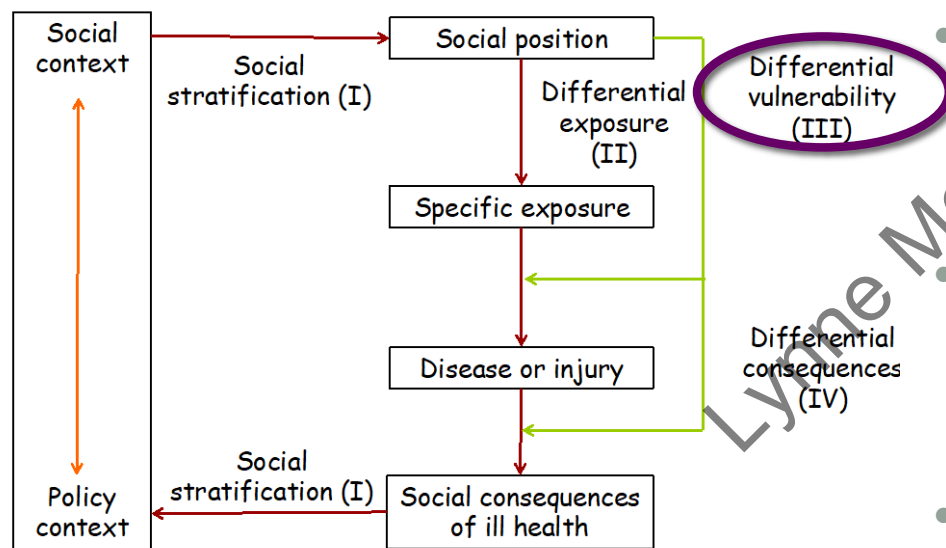 Social
context
Social
stratification (I)
Social position
Differential
exposure
(II)
Differential
vulnerability
(III)
Specific exposure
Disease or injury
Differential
consequences
(IV)
Social
stratification (I)
Policy
context
Social consequences
of ill health
Lynne